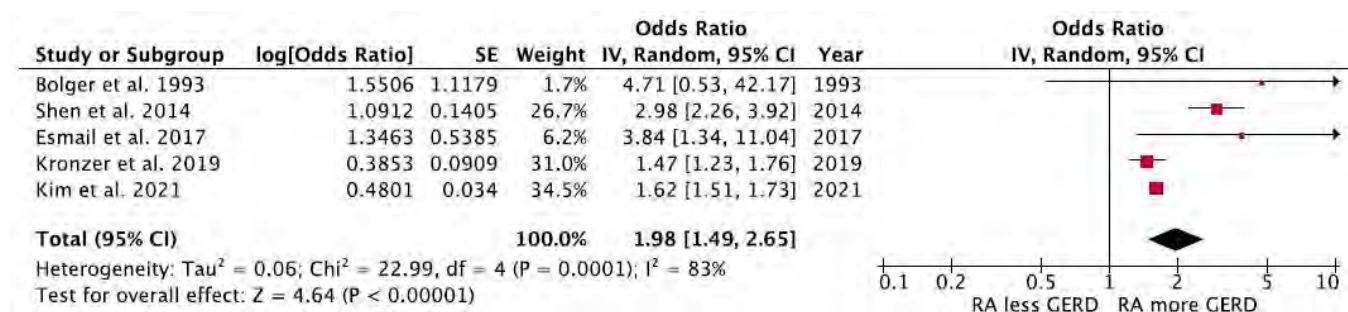 Odds Ratio Odds Ratio
Study or Subgroup log[Odds Ratio] SE Weight IV, Random, 95% CI Year IV, Random, 95% CI
Bolger et al. 1993 1.5506 1.1179 1.7% 4.71 [0.53, 42.17] 1993
Shen et al. 2014 1.0912 0.1405 26.7% 2.98 [2.26, 3.92] 2014
Esmail et al. 2017 1.3463 0.5385 6.2% 3.84 [1.34, 11.04] 2017
Kronzer et al. 2019 0.3853 0.0909 31.0% 1.47 [1.23, 1.76] 2019
Kim et al. 2021 0.4801 0.034 34.5% 1.62 [1.51, 1.73] 2021
Total (95% CI) 100.0% 1.98 [1.49, 2.65]
Heterogeneity: Tau² = 0.06; Chi² = 22.99, df = 4 (P = 0.0001); I² = 83%
Test for overall effect: Z = 4.64 (P < 0.00001)
0.1 0.2 0.5 1 2 5 10
RA less GERD RA more GERD